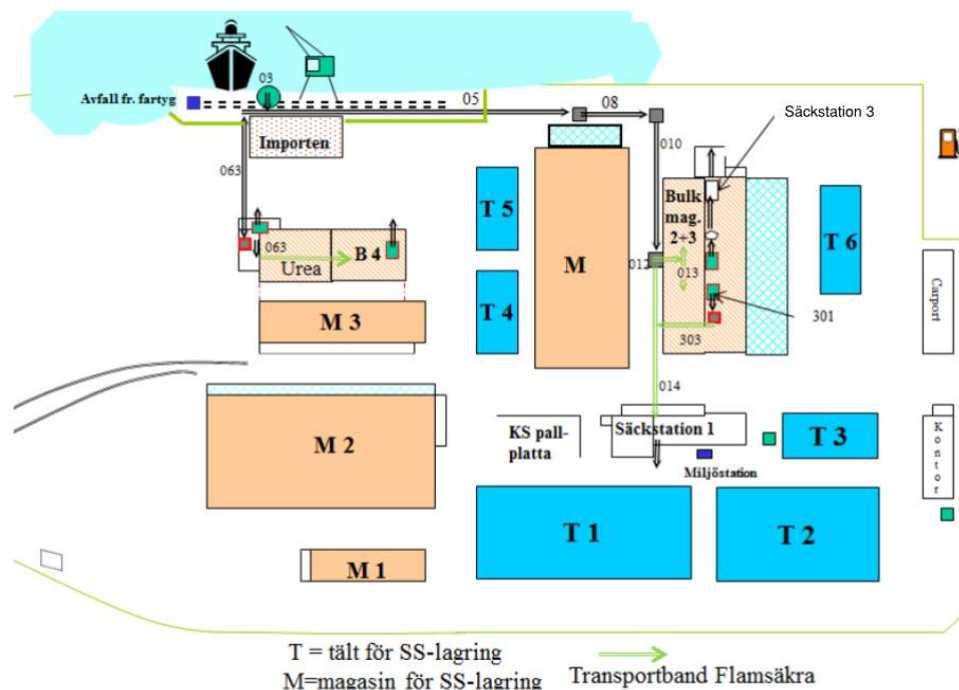 03
Avfall fr. fartyg
05
08
Säckstation 3
Importen
010
063
T 5
Bulk
mag.
2+3
T 6
063
B 4
Urea
M
012
013
T 4
M 3
301
303
Carport
014
M 2
KS pall-
platta
Säckstation 1
T 3
Miljöstation
Kontor
T 1
T 2
M 1
T = tält för SS-lagring
M=magasin för SS-lagring
Transportband Flamsäkra